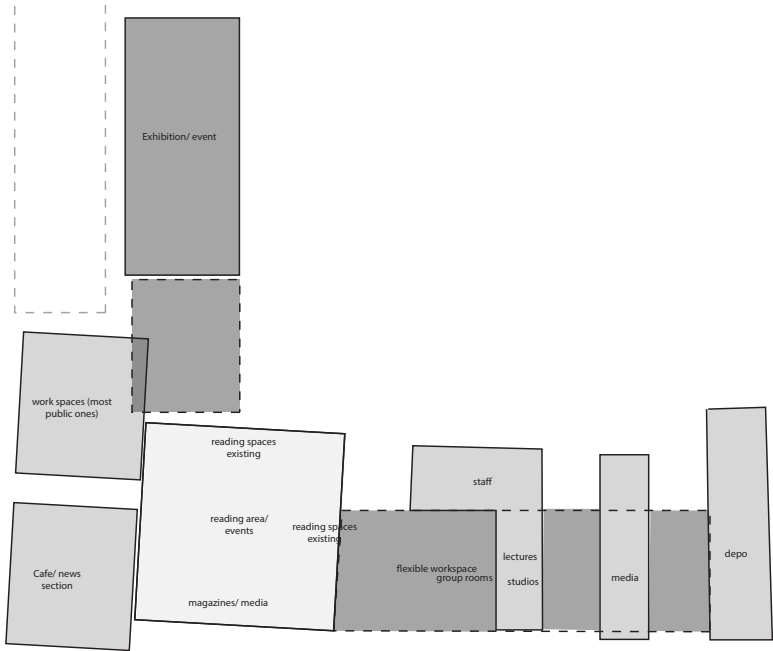 Exhibition/ event
work spaces (most
public ones)
reading spaces
existing
staff
reading area/
events
reading spaces
existing
lectures
depo
flexible workspace
group rooms
Cafe/ news
section
studios
media
magazines/ media